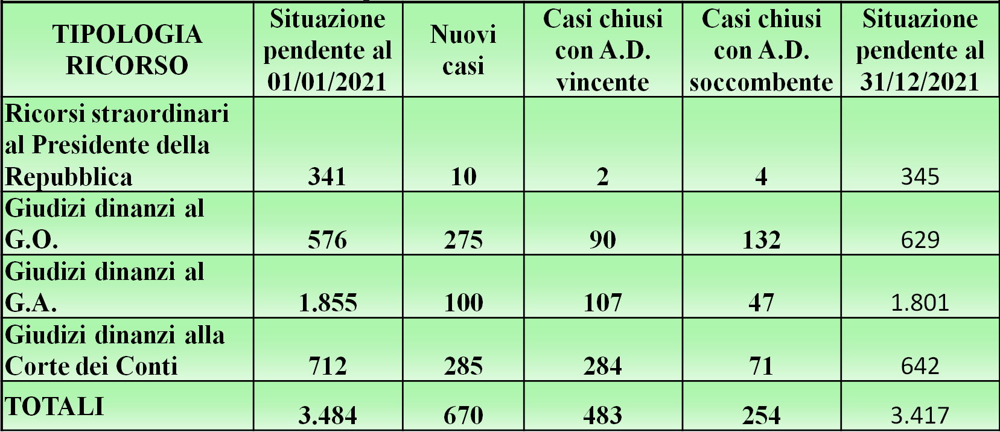 TIPOLOGIA
RICORSO
Situazione
pendente al
01/01/2021
Nuovi
casi
Casi chiusi
con A.D.
vincente
Casi chiusi
con A.D.
soccombente
Situazione
pendente al
31/12/2021
Ricorsi straordinari
al Presidente della
Repubblica 341 10 2 4 345
Giudizi dinanzi al
G.O. 576 275 90 132 629
Giudizi dinanzi al
G.A. 1.855 100 107 47 1.801
Giudizi dinanzi alla
Corte dei Conti 712 285 284 71 642
TOTALI 3.484 670 483 254 3.417